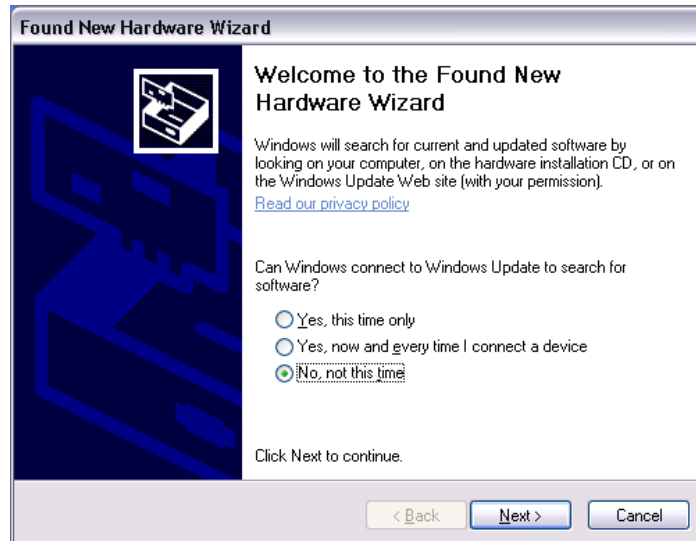 Found New Hardware Wizard
Welcome to the Found New
Hardware Wizard
Windows will search for current and updated software by
looking on your computer, on the hardware installation CD, or on
the Windows Update Web site (with your permission).
Read our privacy policy
Can Windows connect to Windows Update to search for
software?
Yes, this time only
Yes, now and every time I connect a device
No, not this time
Click Next to continue.
< Back
Next >
Cancel